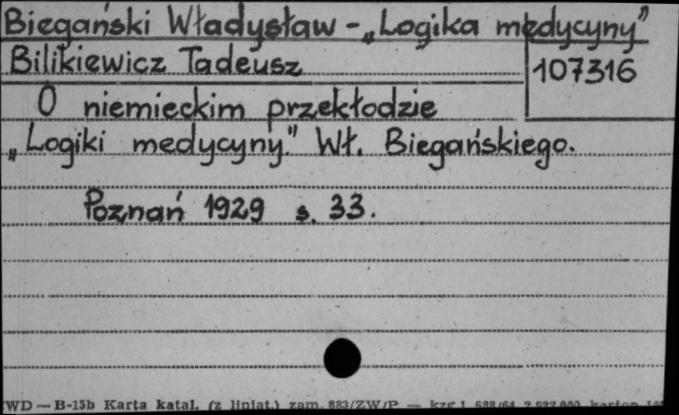 Biegański Władysław - „Logika medycyny"
Bilikiewicz Tadeusz
107316
O niemieckim przekłodzie
„Logiki medycyny." Wł. Biegańskiego.
Poznań 1929 s. 33.
WD — B-15b Karta katal. (z liniat.) zam. 883/ZW/P —